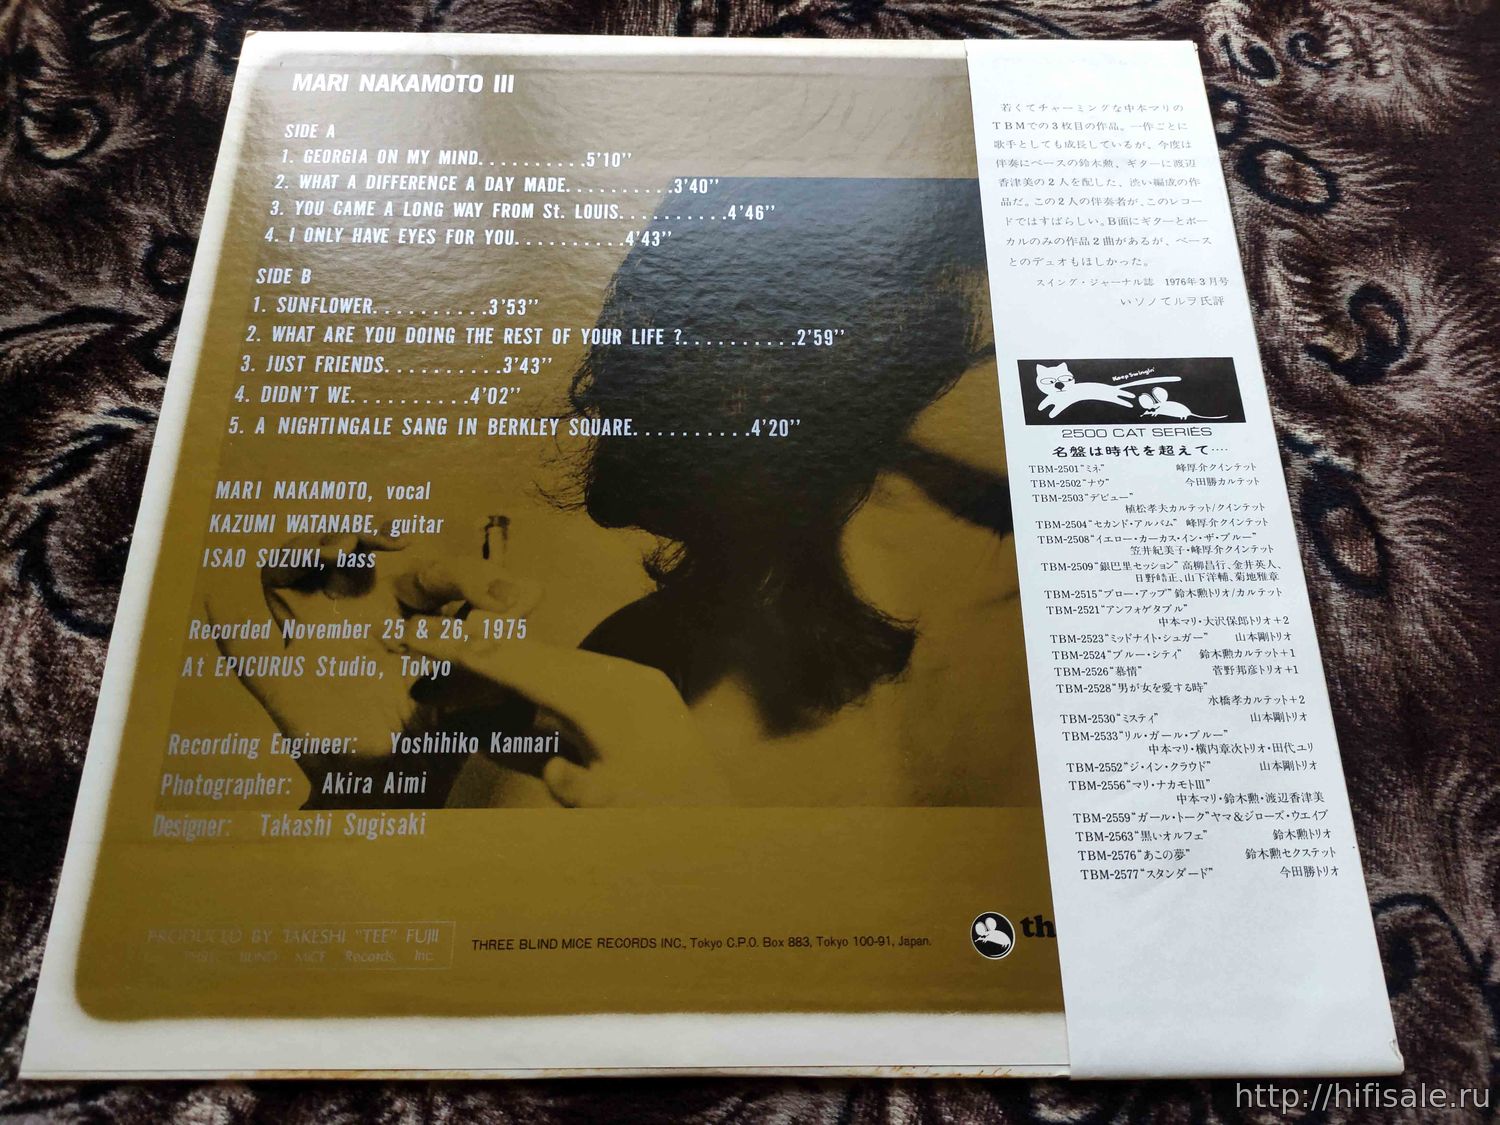 MARI NAKAMOTO III
SIDE A
1. GEORGIA ON MY MIND..........5'10"
2. WHAT A DIFFERENCE A DAY MADE..........3'40"
3. YOU CAME A LONG WAY FROM St. LOUIS..........4'46"
4. I ONLY HAVE EYES FOR YOU..........4'43"
SIDE B
1. SUNFLOWER..........3'53"
2. WHAT ARE YOU DOING THE REST OF YOUR LIFE ?..........2'59"
3. JUST FRIENDS..........3'43"
4. DIDN'T WE..........4'02"
5. A NIGHTINGALE SANG IN BERKLEY SQUARE..........4'20"
MARI NAKAMOTO, vocal
KAZUMI WATANABE, guitar
ISAO SUZUKI, bass
Recorded November 25 & 26, 1975
At EPICURUS Studio, Tokyo
Recording Engineer: Yoshihiko Kannari
Photographer: Akira Aimi
Designer: Takashi Sugisaki
PRODUCED BY TAKESHI "TEE" FUJII
THREE BLIND MICE Records, Inc.
THREE BLIND MICE RECORDS INC., Tokyo C.P.O. Box 883, Tokyo 100-91, Japan.
th
若くてチャーミングな中本マリの
TBMでの3枚目の作品。一作ごとに
歌手としても成長しているが、今度は
伴奏にベースの鈴木勲、ギターに渡辺
香津美の2人を配した、渋い編成の作
品だ。この2人の伴奏者が、このレコー
ドではすばらしい。B面にギターとボー
カルのみの作品2曲があるが、ベース
とのデュオもほしかった。
スイング・ジャーナル誌 1976年3月号
いソノてルヲ氏評
Keep Swingin'
2500 CAT SERIES
名盤は時代を超えて‥‥
TBM-2501"ミネ" 峰厚介クインテット
TBM-2502"ナウ" 今田勝カルテット
TBM-2503"デビュー"
植松孝夫カルテット/クインテット
TBM-2504"セカンド・アルバム" 峰厚介クインテット
TBM-2508"イエロー・カーカス・イン・ザ・ブルー"
笠井紀美子・峰厚介クインテット
TBM-2509"銀巴里セッション" 高柳昌行、金井英人、
日野皓正、山下洋輔、菊地雅章
TBM-2515"ブロー・アップ" 鈴木勲トリオ/カルテット
TBM-2521"アンフォゲタブル"
中本マリ・大沢保郎トリオ+2
TBM-2523"ミッドナイト・シュガー" 山本剛トリオ
TBM-2524"ブルー・シティ" 鈴木勲カルテット+1
TBM-2526"慕情" 菅野邦彦トリオ+1
TBM-2528"男が女を愛する時"
水橋孝カルテット+2
TBM-2530"ミスティ" 山本剛トリオ
TBM-2533"リル・ガール・ブルー"
中本マリ・横内章次トリオ・田代ユリ
TBM-2552"ジ・イン・クラウド" 山本剛トリオ
TBM-2556"マリ・ナカモトIII"
中本マリ・鈴木勲・渡辺香津美
TBM-2559"ガール・トーク"ヤマ&ジローズ・ウエイブ
TBM-2563"黒いオルフェ" 鈴木勲トリオ
TBM-2576"あこの夢" 鈴木勲セクステット
TBM-2577"スタンダード" 今田勝トリオ
http://hifisale.ru